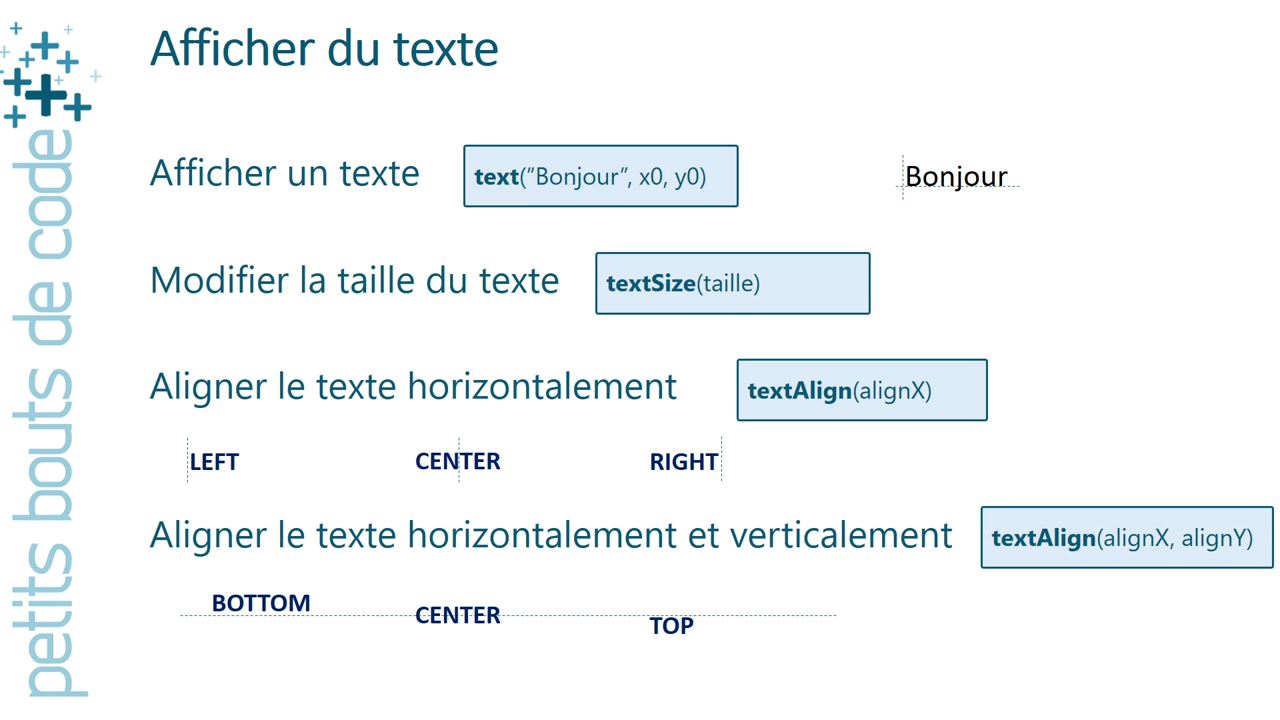 Afficher du texte
petits bouts de code
Afficher un texte
text(”Bonjour”, x0, y0)
Bonjour
Modifier la taille du texte
textSize(taille)
Aligner le texte horizontalement
textAlign(alignX)
LEFT
CENTER
RIGHT
Aligner le texte horizontalement et verticalement
textAlign(alignX, alignY)
BOTTOM
CENTER
TOP